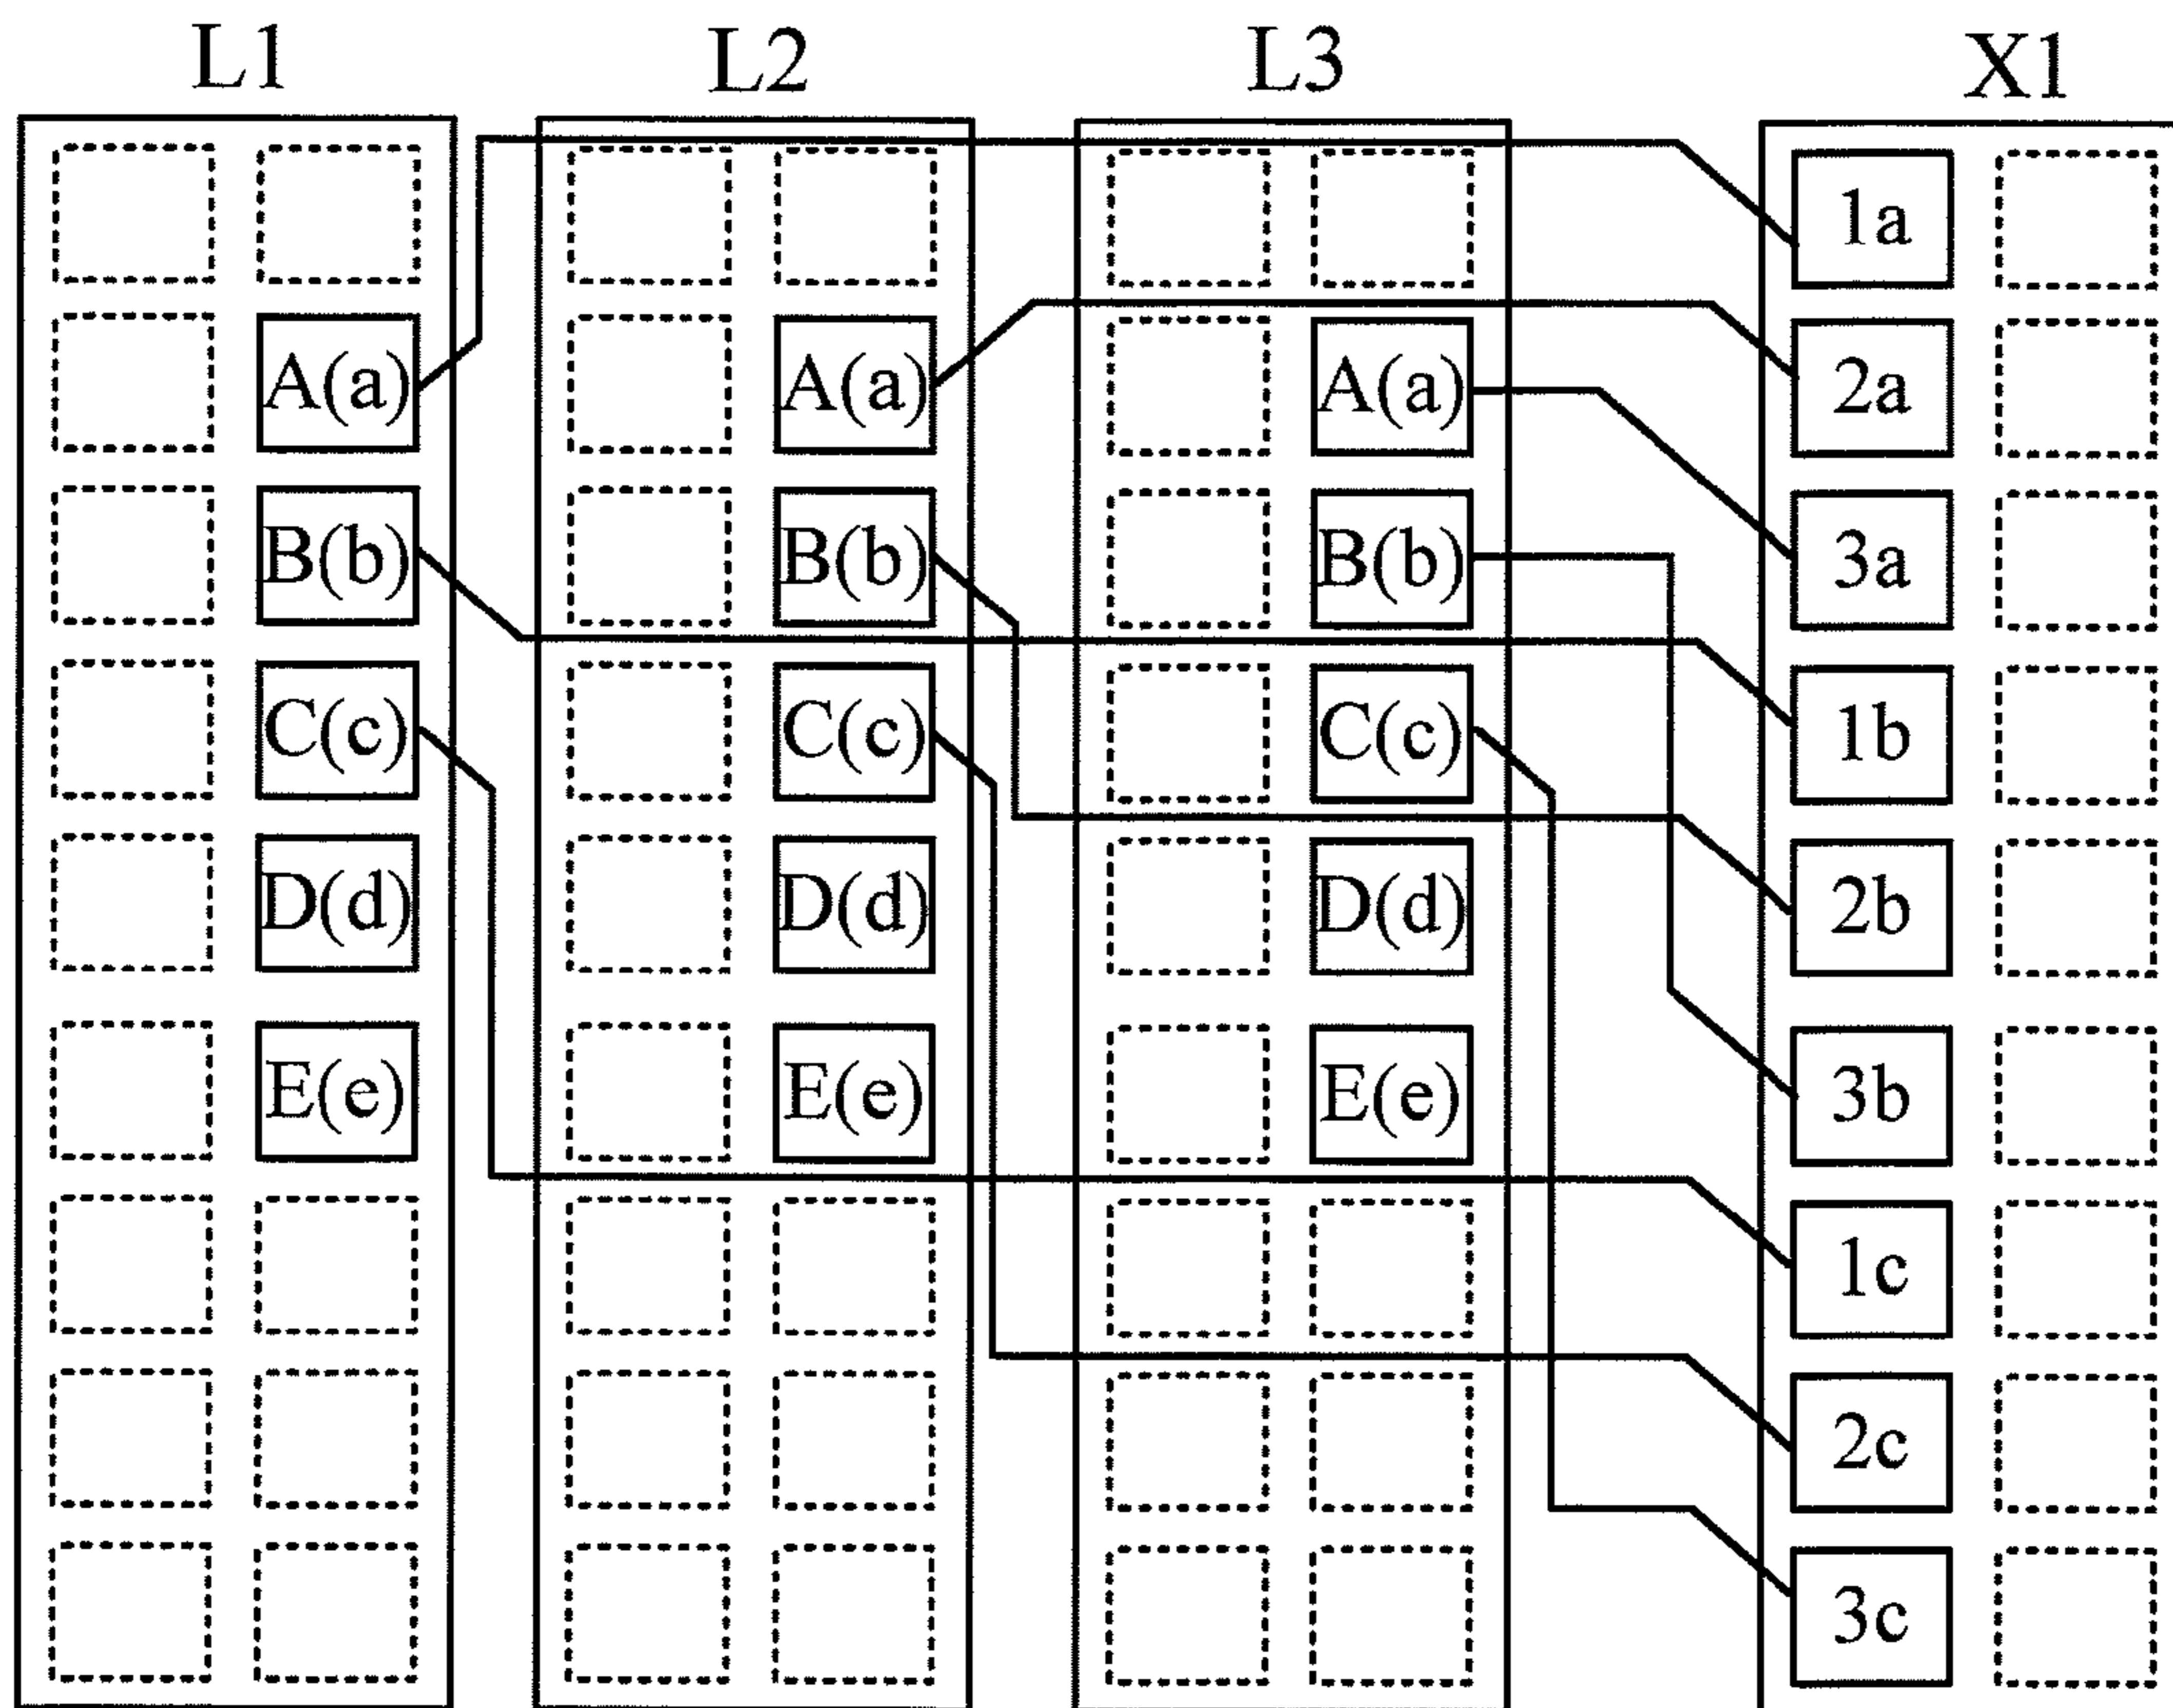 L1 L2 L3 X1
1a
A(a) A(a) A(a) 2a
B(b) B(b) B(b) 3a
C(c) C(c) C(c) 1b
D(d) D(d) D(d) 2b
E(e) E(e) E(e) 3b
1c
2c
3c